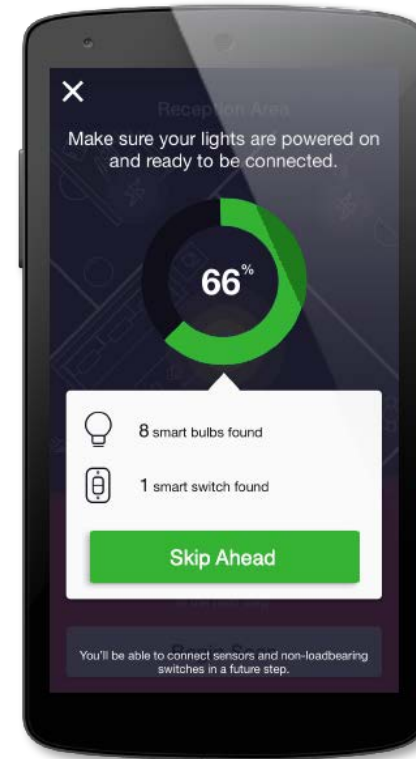 Reception Area
Make sure your lights are powered on
and ready to be connected.
66%
8 smart bulbs found
1 smart switch found
Skip Ahead
Begin Scan
You'll be able to connect sensors and non-loadbearing
switches in a future step.